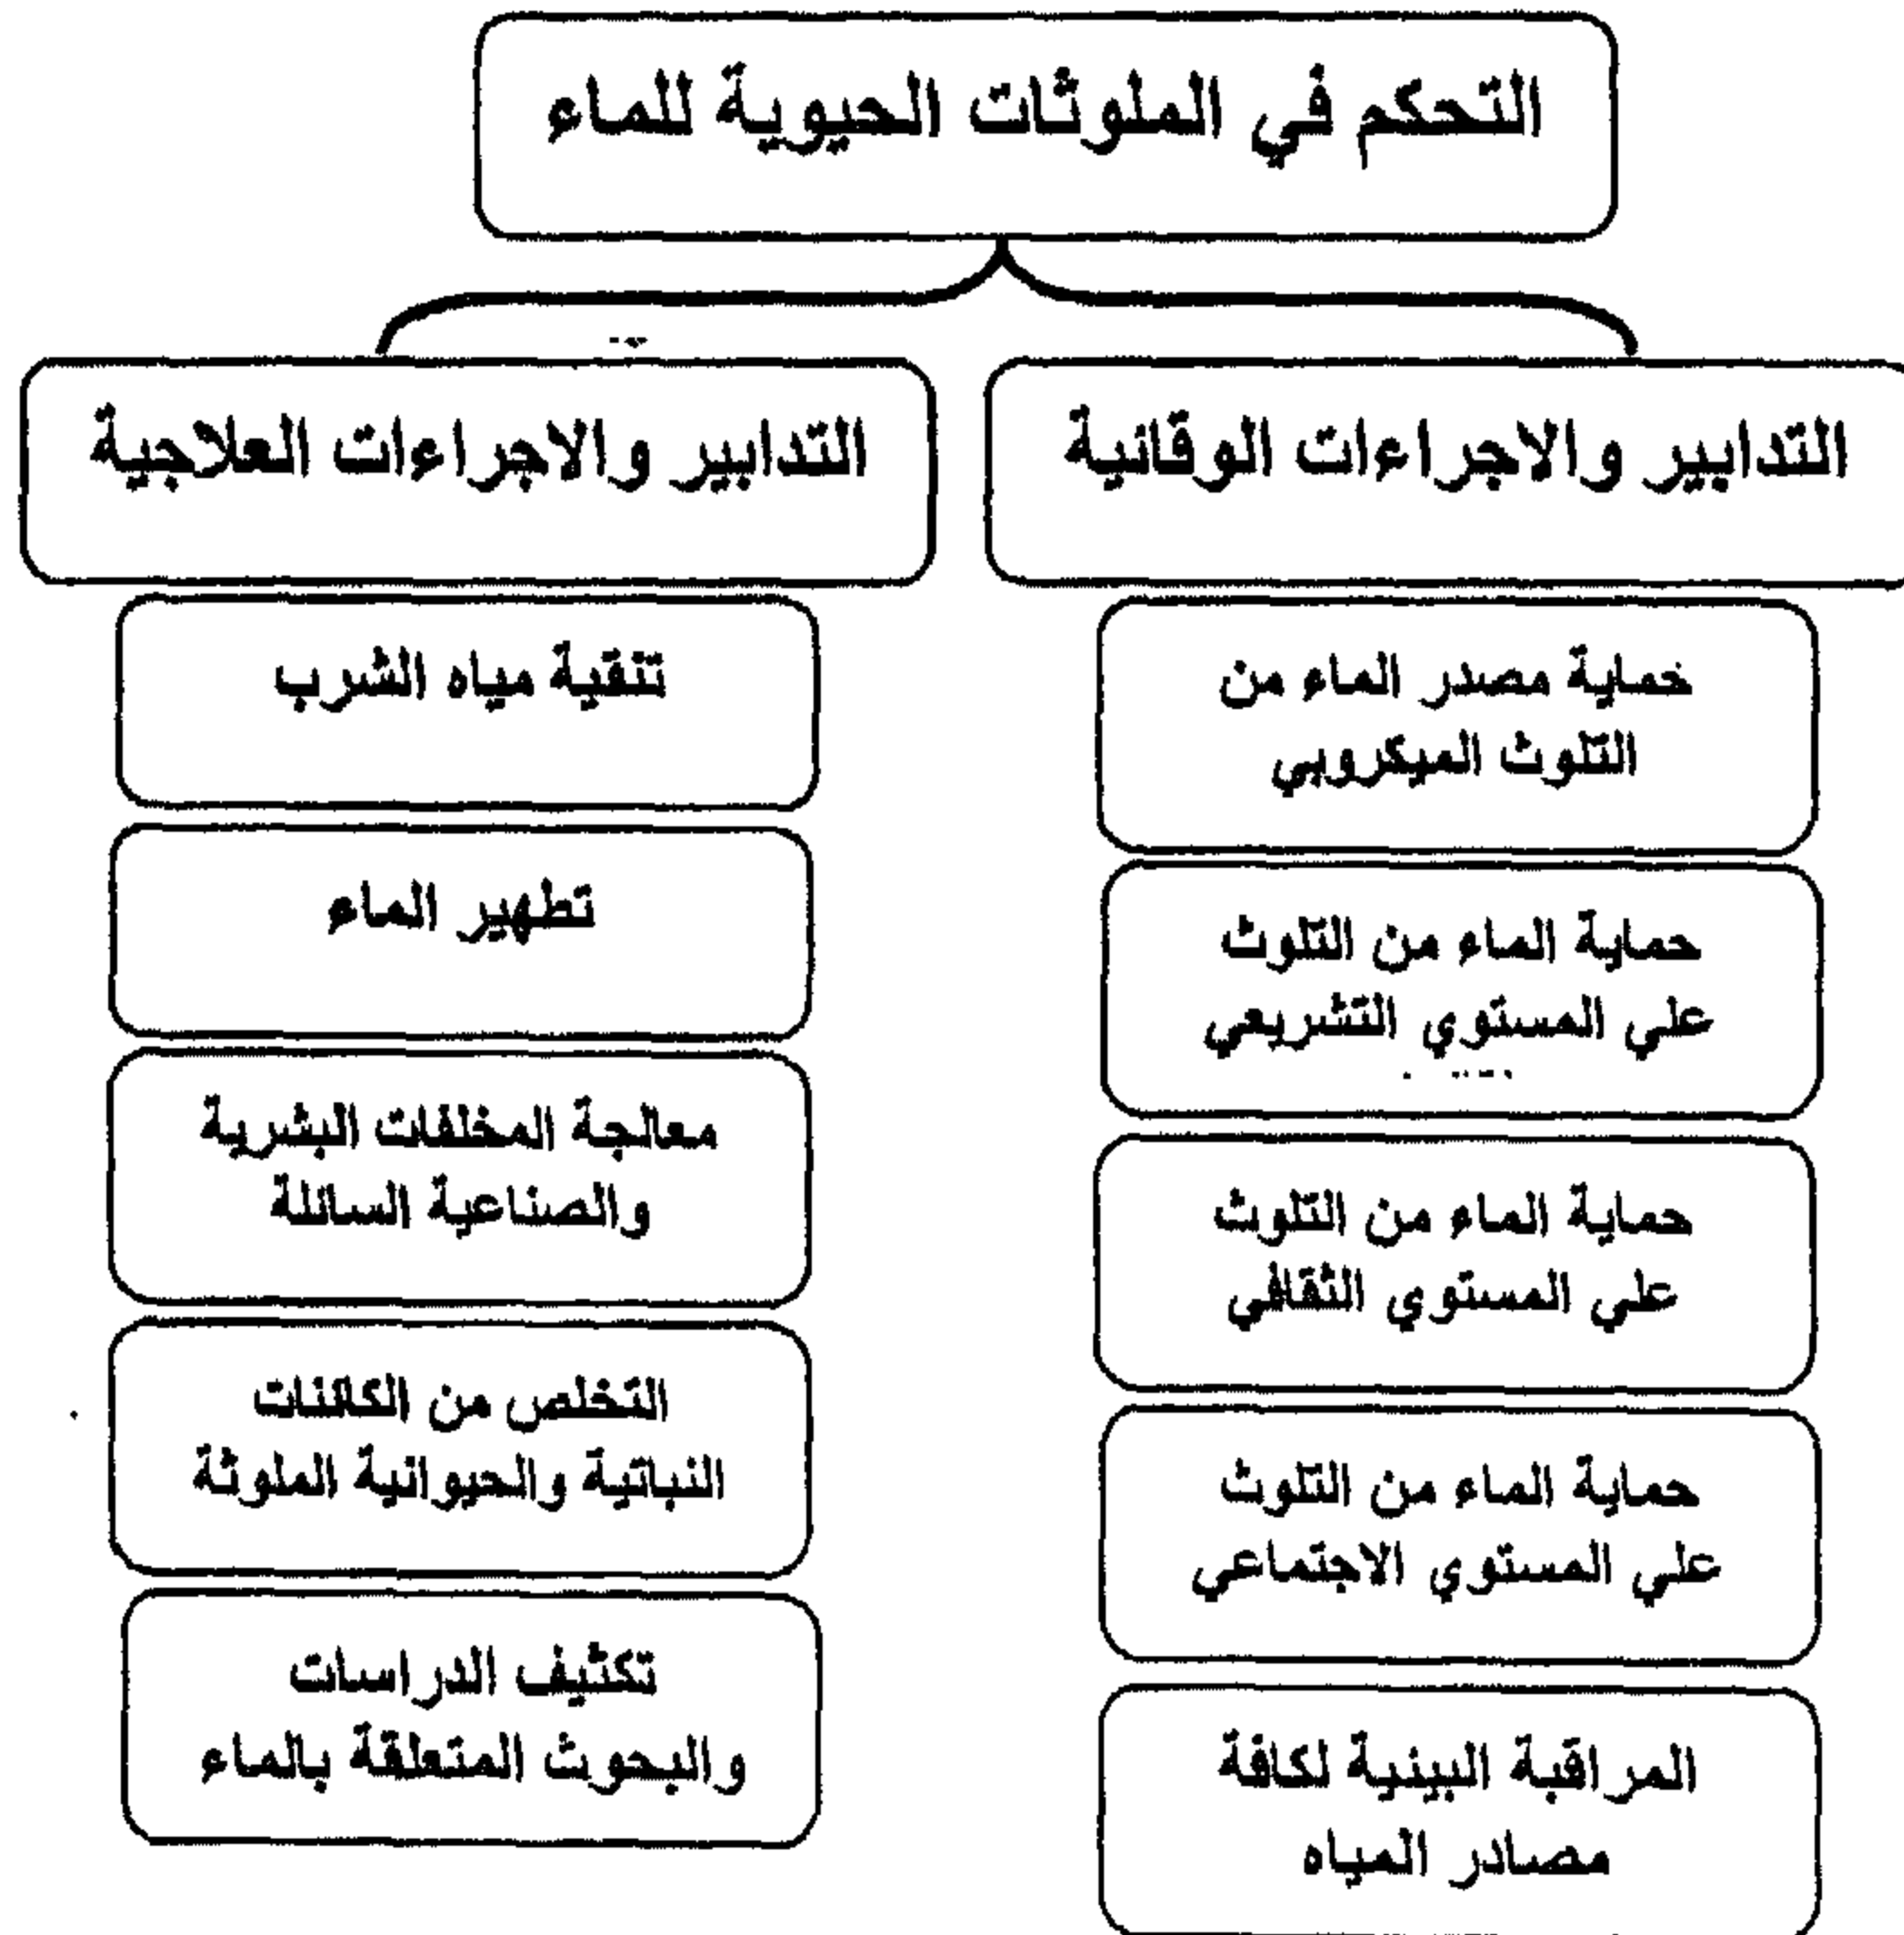 التحكم في الملوثات الحيوية للماء
التدابير والاجراءات الوقائية
خماية مصدر الماء من
التلوث الميكروبي
حماية الماء من التلوث
علي المستوي التشريعي
حماية الماء من التلوث
علي المستوي الثقافي
حماية الماء من التلوث
علي المستوي الاجتماعي
المراقبة البيئية لكافة
مصادر المياه
التدابير والاجراءات العلاجية
تنقية مياه الشرب
تطهير الماء
معالجة المخلفات البشرية
والصناعية السائلة
التخلص من الكائنات
النباتية والحيوانية الملوثة
تكثيف الدراسات
والبحوث المتعلقة بالماء